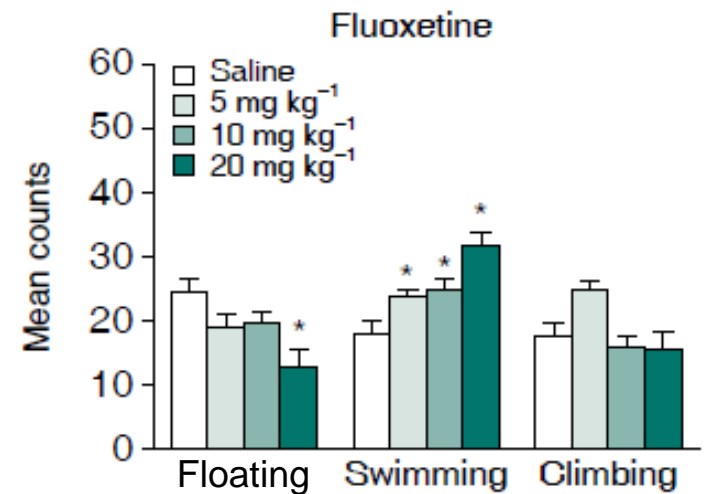 Fluoxetine
60
50
40
30
20
10
0
Mean counts
Saline
5 mg kg⁻¹
10 mg kg⁻¹
20 mg kg⁻¹
*
*
*
*
Floating Swimming Climbing